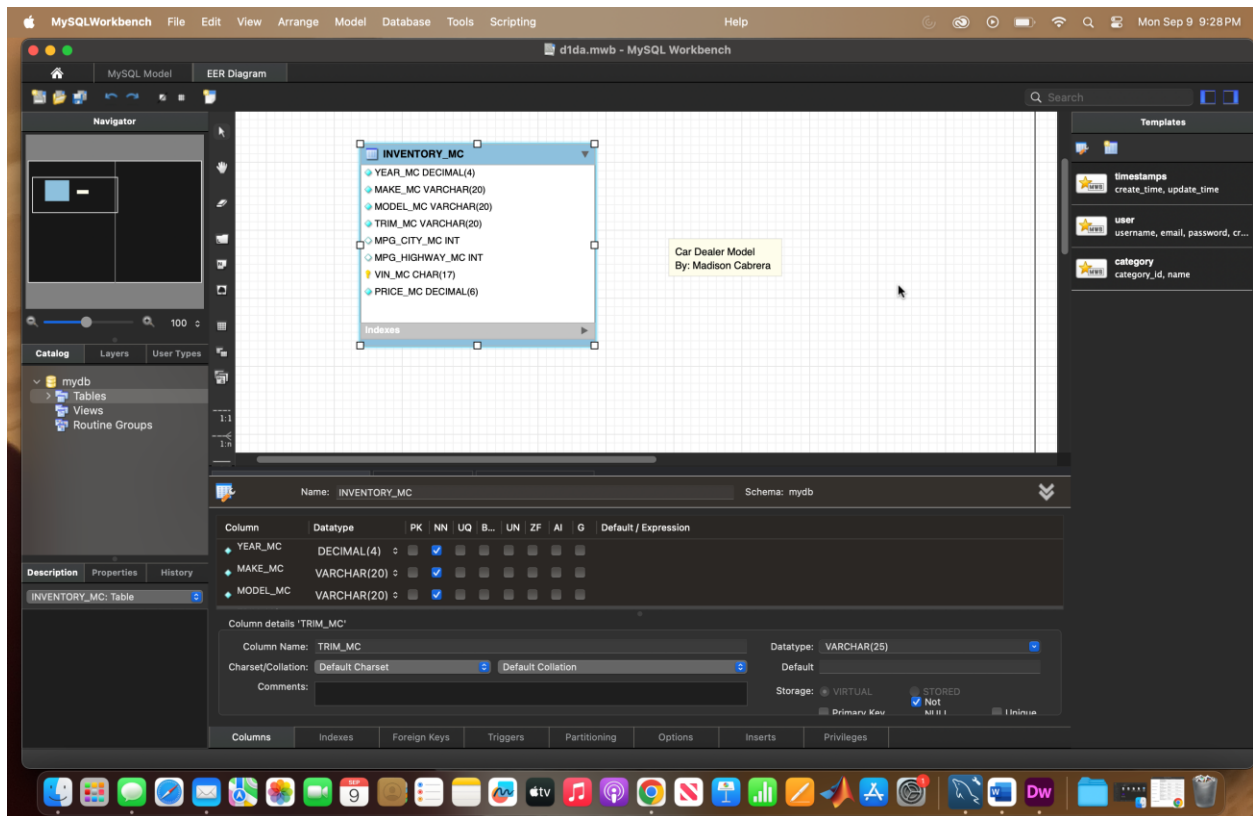 MySQLWorkbench File Edit View Arrange Model Database Tools Scripting Help Mon Sep 9 9:28 PM
d1da.mwb - MySQL Workbench
MySQL Model EER Diagram
Search
Navigator
Templates
timestamps
create_time, update_time
user
username, email, password, cr...
category
category_id, name
INVENTORY_MC
YEAR_MC DECIMAL(4)
MAKE_MC VARCHAR(20)
MODEL_MC VARCHAR(20)
TRIM_MC VARCHAR(20)
MPG_CITY_MC INT
MPG_HIGHWAY_MC INT
VIN_MC CHAR(17)
PRICE_MC DECIMAL(6)
Indexes
Car Dealer Model
By: Madison Cabrera
100
Catalog Layers User Types
mydb
Tables
Views
Routine Groups
1:1
1:n
Name: INVENTORY_MC Schema: mydb
Column Datatype PK NN UQ B... UN ZF AI G Default / Expression
YEAR_MC DECIMAL(4)
MAKE_MC VARCHAR(20)
MODEL_MC VARCHAR(20)
Description Properties History
INVENTORY_MC: Table
Column details 'TRIM_MC'
Column Name: TRIM_MC Datatype: VARCHAR(25)
Charset/Collation: Default Charset Default Collation Default
Comments: Storage: VIRTUAL STORED
Primary Key Not NULL Unique
Columns Indexes Foreign Keys Triggers Partitioning Options Inserts Privileges
SEP
9
tv
1
W
Dw